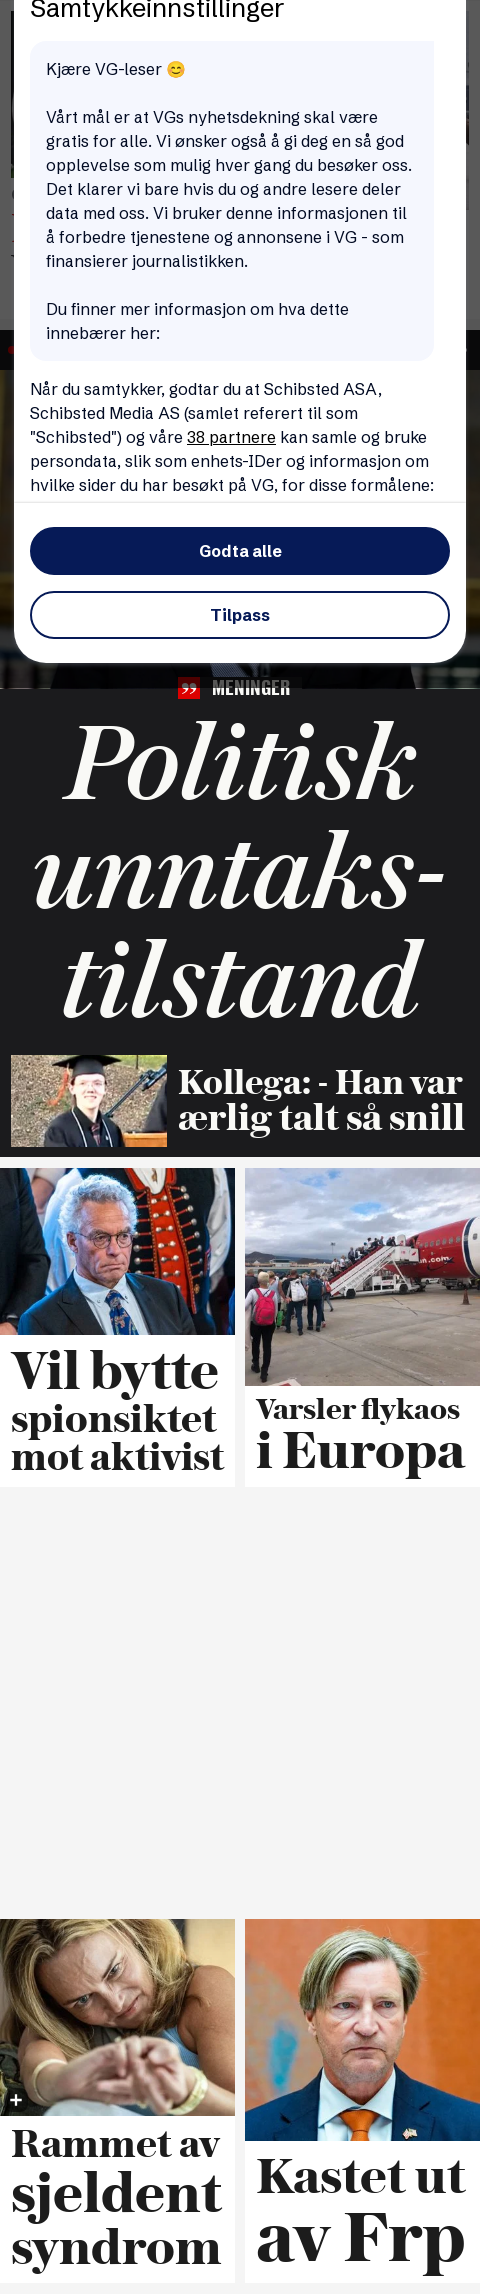 Samtykkeinnstillinger
Kjære VG-leser 😊
Vårt mål er at VGs nyhetsdekning skal være
gratis for alle. Vi ønsker også å gi deg en så god
opplevelse som mulig hver gang du besøker oss.
Det klarer vi bare hvis du og andre lesere deler
data med oss. Vi bruker denne informasjonen til
å forbedre tjenestene og annonsene i VG - som
finansierer journalistikken.
Du finner mer informasjon om hva dette
innebærer her:
Når du samtykker, godtar du at Schibsted ASA,
Schibsted Media AS (samlet referert til som
"Schibsted") og våre 38 partnere kan samle og bruke
persondata, slik som enhets-IDer og informasjon om
hvilke sider du har besøkt på VG, for disse formålene:
Godta alle
Tilpass
MENINGER
Politisk
unntaks-
tilstand
Kollega: - Han var
ærlig talt så snill
Vil bytte
spionsiktet
mot aktivist
Varsler flykaos
i Europa
Rammet av
sjeldent
syndrom
Kastet ut
av Frp